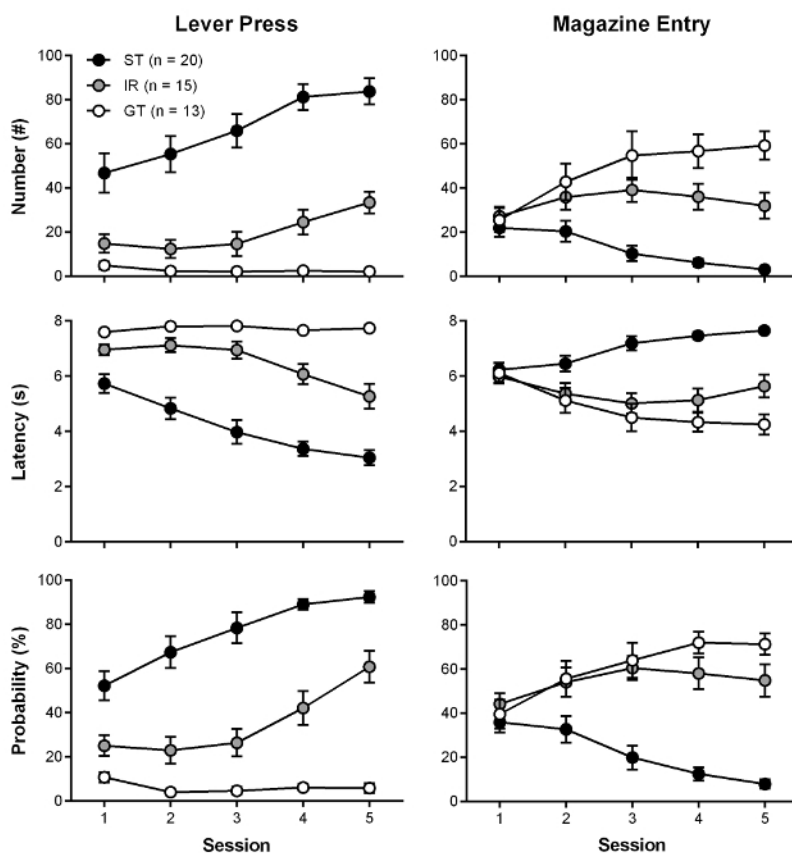 Lever Press
Magazine Entry
Number (#)
100
80
60
40
20
0
ST (n = 20)
IR (n = 15)
GT (n = 13)
100
80
60
40
20
0
Latency (s)
8
6
4
2
0
8
6
4
2
0
Probability (%)
100
80
60
40
20
0
1 2 3 4 5
Session
100
80
60
40
20
0
1 2 3 4 5
Session